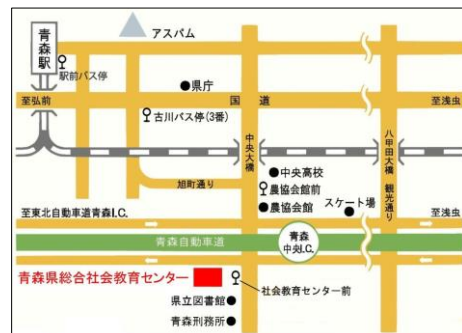 アスパム
青森駅
駅前バス停
県庁
至弘前
国道
至浅虫
古川バス停(3番)
中央大橋
八甲田大橋 観光通り
中央高校
旭町通り
農協会館前
農協会館
スケート場
至東北自動車道青森I.C.
至浅虫
青森自動車道
青森
中央I.C.
青森県総合社会教育センター
社会教育センター前
県立図書館
青森刑務所